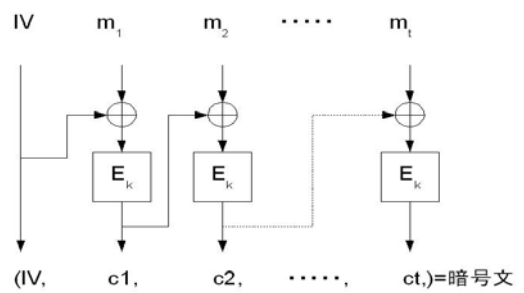 IV m1 m2 ····· mt
Ek Ek Ek
(IV, c1, c2, ·····, ct,)=暗号文